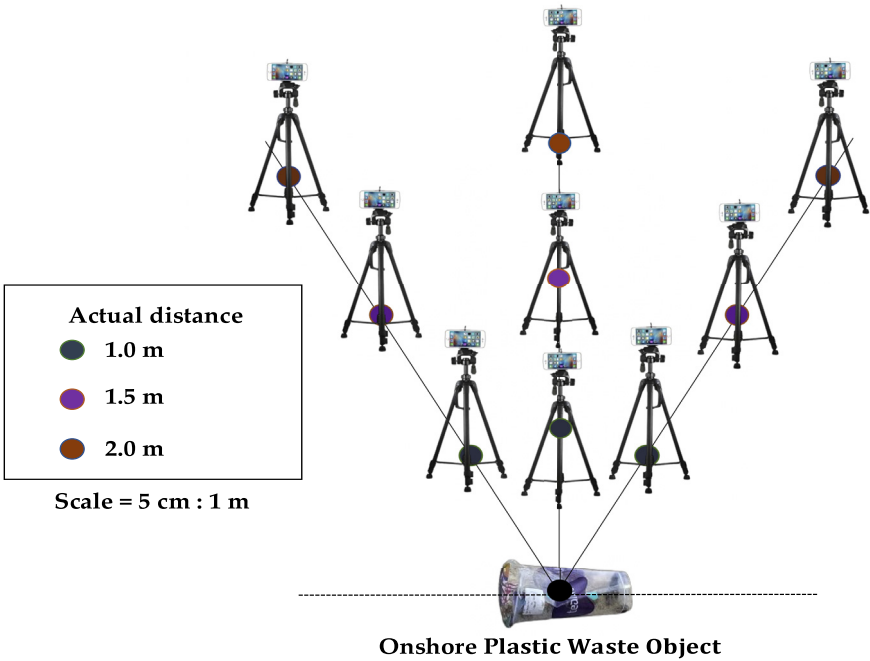 Actual distance
1.0 m
1.5 m
2.0 m
Scale = 5 cm : 1 m
Onshore Plastic Waste Object